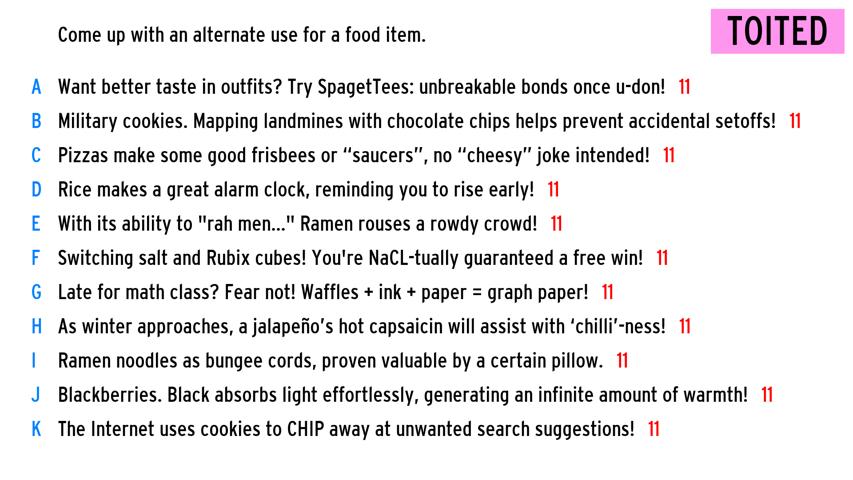 Come up with an alternate use for a food item.
TOITED
A Want better taste in outfits? Try SpagetTees: unbreakable bonds once u-don! 11
B Military cookies. Mapping landmines with chocolate chips helps prevent accidental setoffs! 11
C Pizzas make some good frisbees or “saucers”, no “cheesy” joke intended! 11
D Rice makes a great alarm clock, reminding you to rise early! 11
E With its ability to "rah men..." Ramen rouses a rowdy crowd! 11
F Switching salt and Rubix cubes! You're NaCL-tually guaranteed a free win! 11
G Late for math class? Fear not! Waffles + ink + paper = graph paper! 11
H As winter approaches, a jalapeño’s hot capsaicin will assist with ‘chilli’-ness! 11
I Ramen noodles as bungee cords, proven valuable by a certain pillow. 11
J Blackberries. Black absorbs light effortlessly, generating an infinite amount of warmth! 11
K The Internet uses cookies to CHIP away at unwanted search suggestions! 11